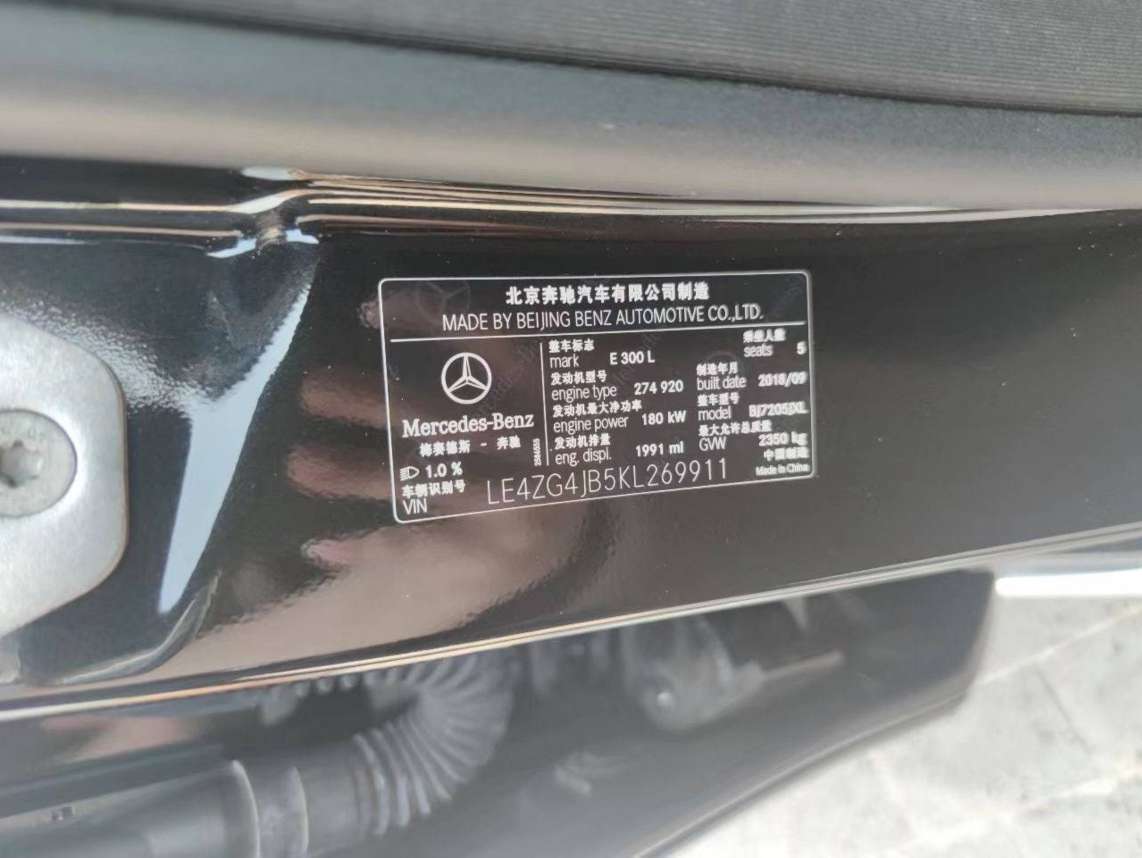 北京奔驰汽车有限公司制造
MADE BY BEIJING BENZ AUTOMOTIVE CO.,LTD.
Mercedes-Benz
梅赛德斯 - 奔驰
1.0 %
整车标志
mark E 300 L
乘坐人数
seats 5
发动机型号
engine type 274 920
制造年月
built date 2018/09
发动机最大净功率
engine power 180 kW
整车型号
model BJ7205JXL
发动机排量
eng. displ. 1991 ml
最大允许总质量
GVW 2350 kg
中国制造
Made in China
车辆识别号
VIN LE4ZG4JB5KL269911